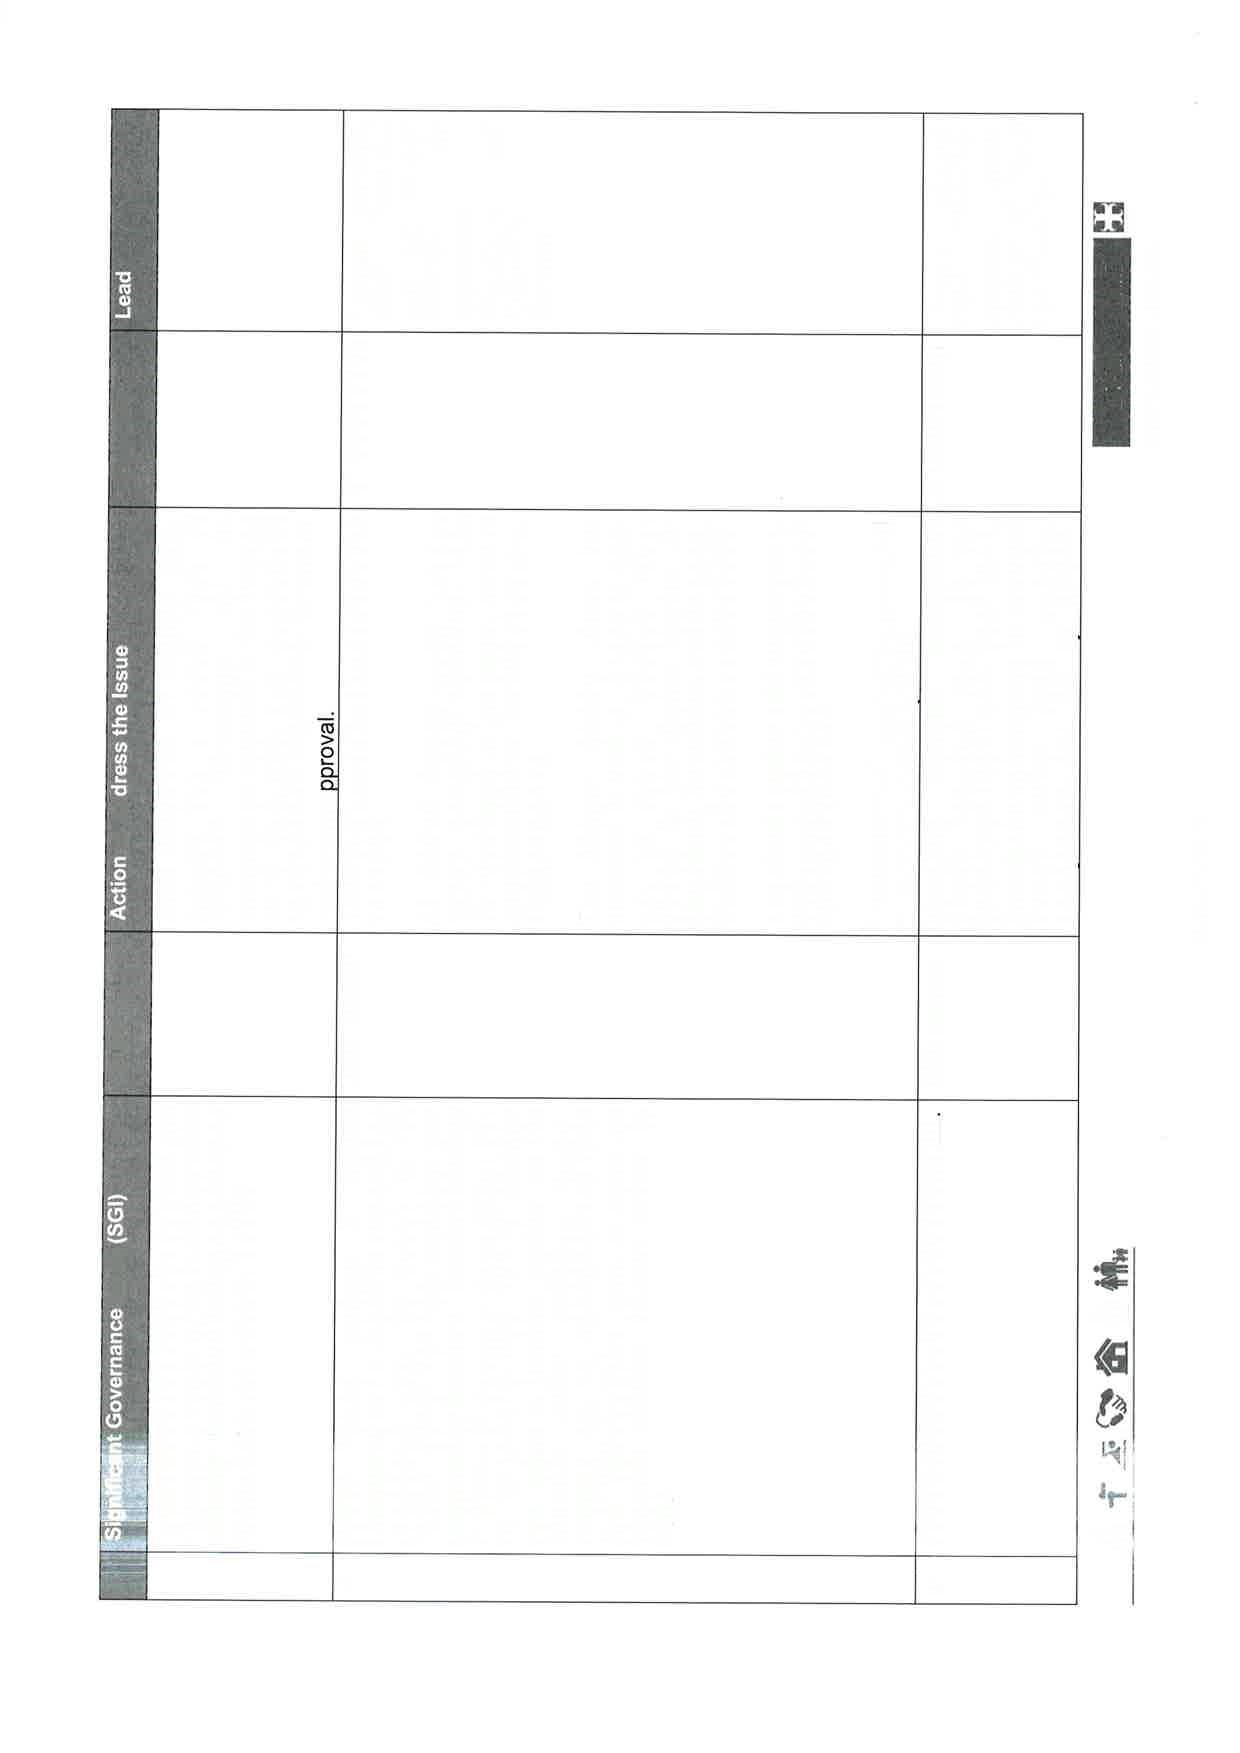 Significant Governance (SGI) Action dress the Issue Lead
pproval.